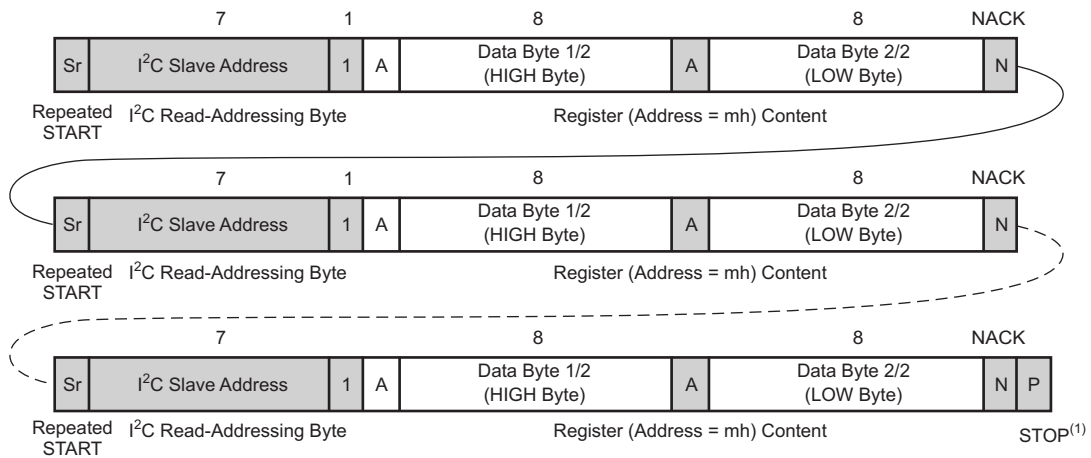 7 1 8 8 NACK
Sr I²C Slave Address 1 A Data Byte 1/2 (HIGH Byte) A Data Byte 2/2 (LOW Byte) N
Repeated START I²C Read-Addressing Byte Register (Address = mh) Content
7 1 8 8 NACK
Sr I²C Slave Address 1 A Data Byte 1/2 (HIGH Byte) A Data Byte 2/2 (LOW Byte) N
Repeated START I²C Read-Addressing Byte Register (Address = mh) Content
7 1 8 8 NACK
Sr I²C Slave Address 1 A Data Byte 1/2 (HIGH Byte) A Data Byte 2/2 (LOW Byte) N P
Repeated START I²C Read-Addressing Byte Register (Address = mh) Content STOP⁽¹⁾